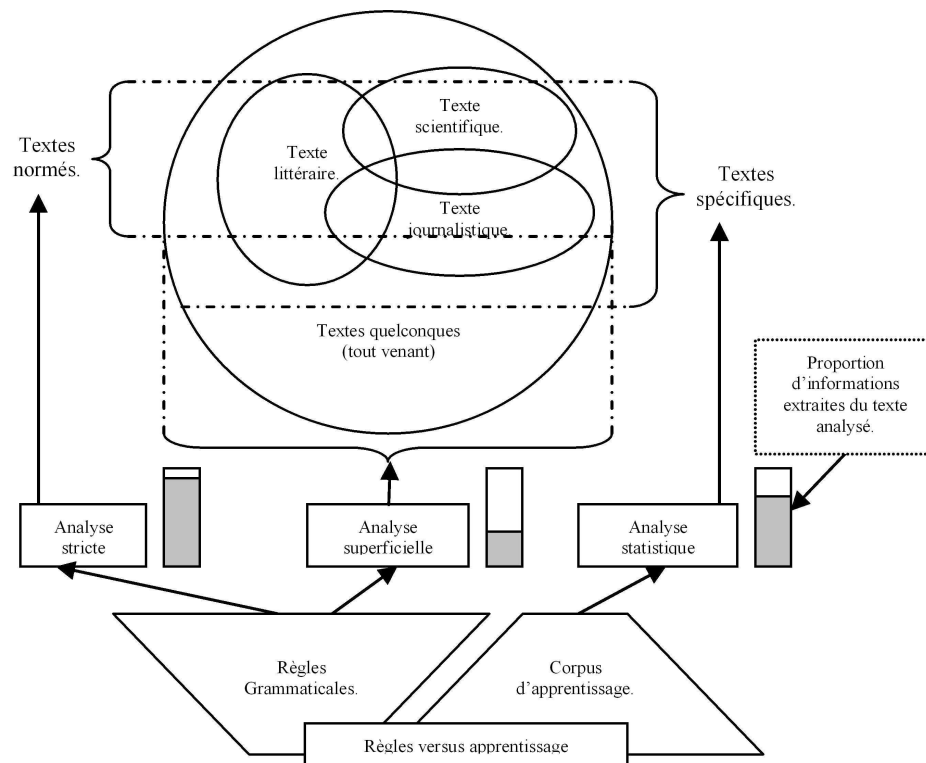 Texte
scientifique.
Textes
normés.
Texte
littéraire.
Textes
spécifiques.
Texte
journalistique.
Textes quelconques
(tout venant)
Proportion
d’informations
extraites du texte
analysé.
Analyse
stricte
Analyse
superficielle
Analyse
statistique
Règles
Grammaticales.
Corpus
d’apprentissage.
Règles versus apprentissage